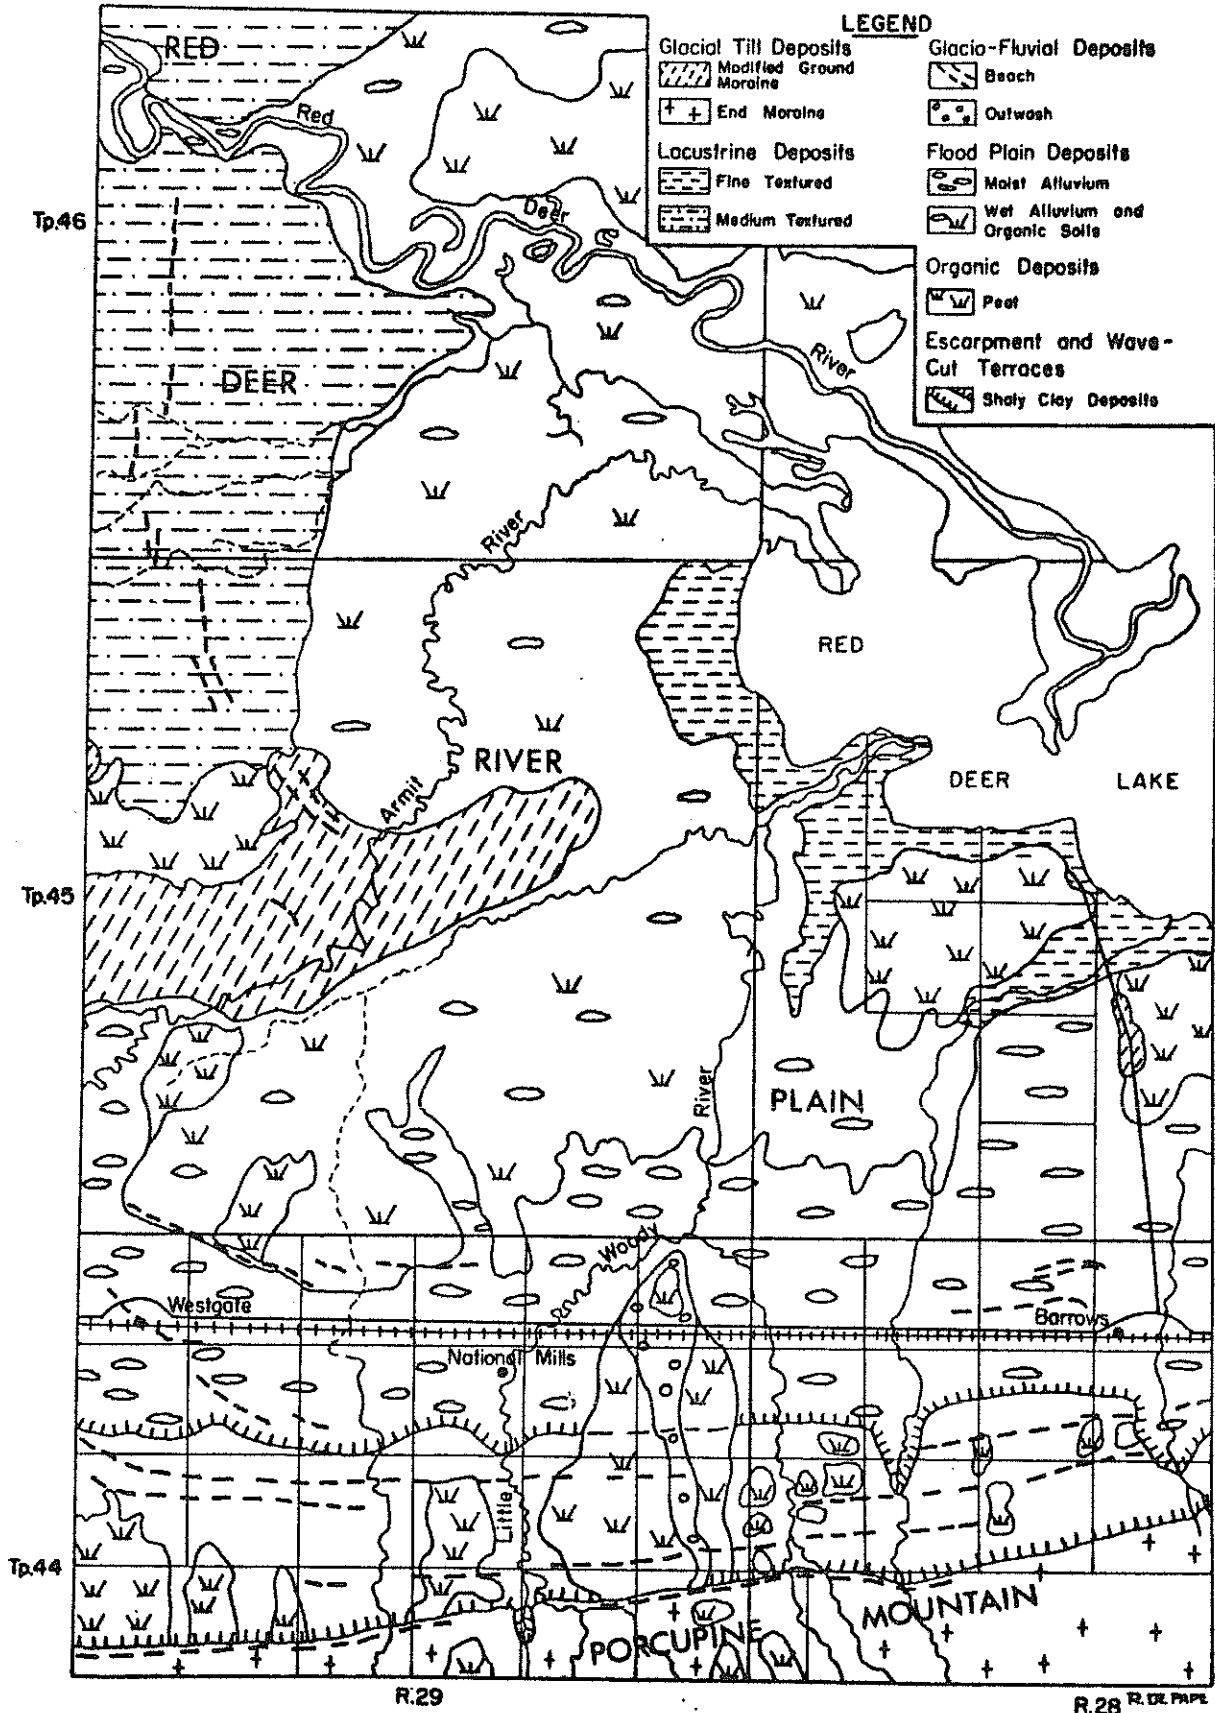 LEGEND
Glacial Till Deposits
Modified Ground
Moraine
End Moraine
Lacustrine Deposits
Fine Textured
Medium Textured
Glacio-Fluvial Deposits
Beach
Outwash
Flood Plain Deposits
Moist Alluvium
Wet Alluvium and
Organic Soils
Organic Deposits
Peat
Escarpment and Wave-
Cut Terraces
Shaly Clay Deposits
RED
Red
Deer
River
Tp.46
DEER
River
RED
RIVER
Armit
DEER LAKE
Tp.45
River
PLAIN
Woody
Westgate
Barrows
National Mills
Little
Tp.44
PORCUPINE MOUNTAIN
R.29
R.28
R. DE PAPE